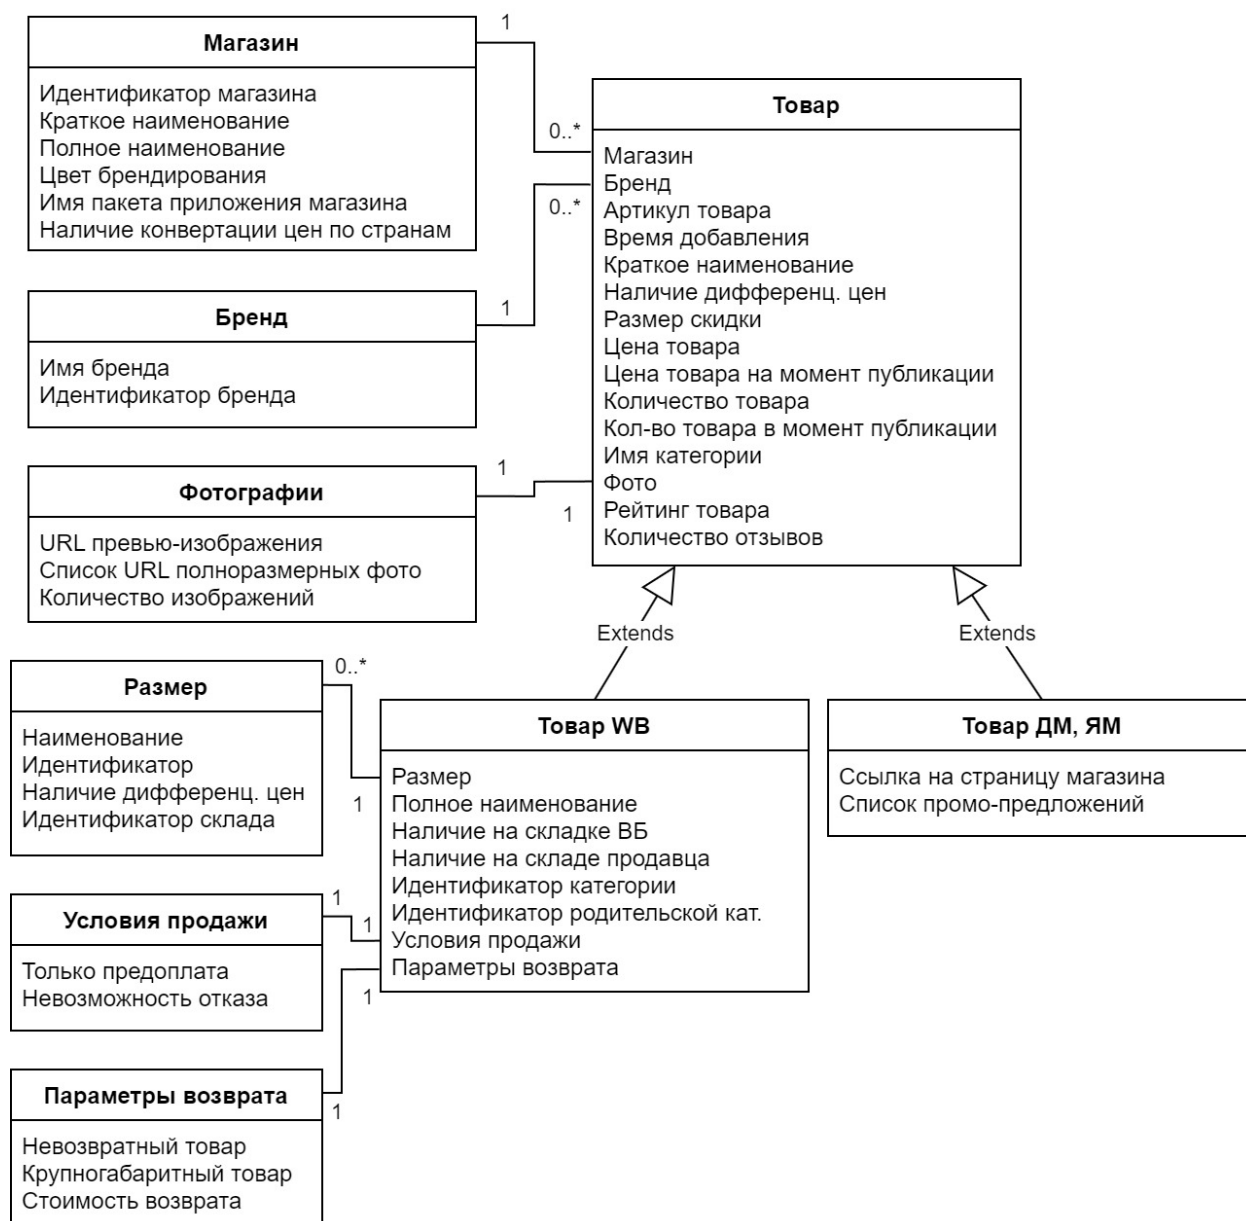 Магазин
Идентификатор магазина
Краткое наименование
Полное наименование
Цвет брендирования
Имя пакета приложения магазина
Наличие конвертации цен по странам
1
0..*
Бренд
Имя бренда
Идентификатор бренда
1
0..*
Фотографии
URL превью-изображения
Список URL полноразмерных фото
Количество изображений
1
1
Товар
Магазин
Бренд
Артикул товара
Время добавления
Краткое наименование
Наличие дифференц. цен
Размер скидки
Цена товара
Цена товара на момент публикации
Количество товара
Кол-во товара в момент публикации
Имя категории
Фото
Рейтинг товара
Количество отзывов
Extends
Extends
Размер
Наименование
Идентификатор
Наличие дифференц. цен
Идентификатор склада
0..*
1
Условия продажи
Только предоплата
Невозможность отказа
1
1
Параметры возврата
Невозвратный товар
Крупногабаритный товар
Стоимость возврата
1
1
Товар WB
Размер
Полное наименование
Наличие на складке ВБ
Наличие на складе продавца
Идентификатор категории
Идентификатор родительской кат.
Условия продажи
Параметры возврата
Товар ДМ, ЯМ
Ссылка на страницу магазина
Список промо-предложений